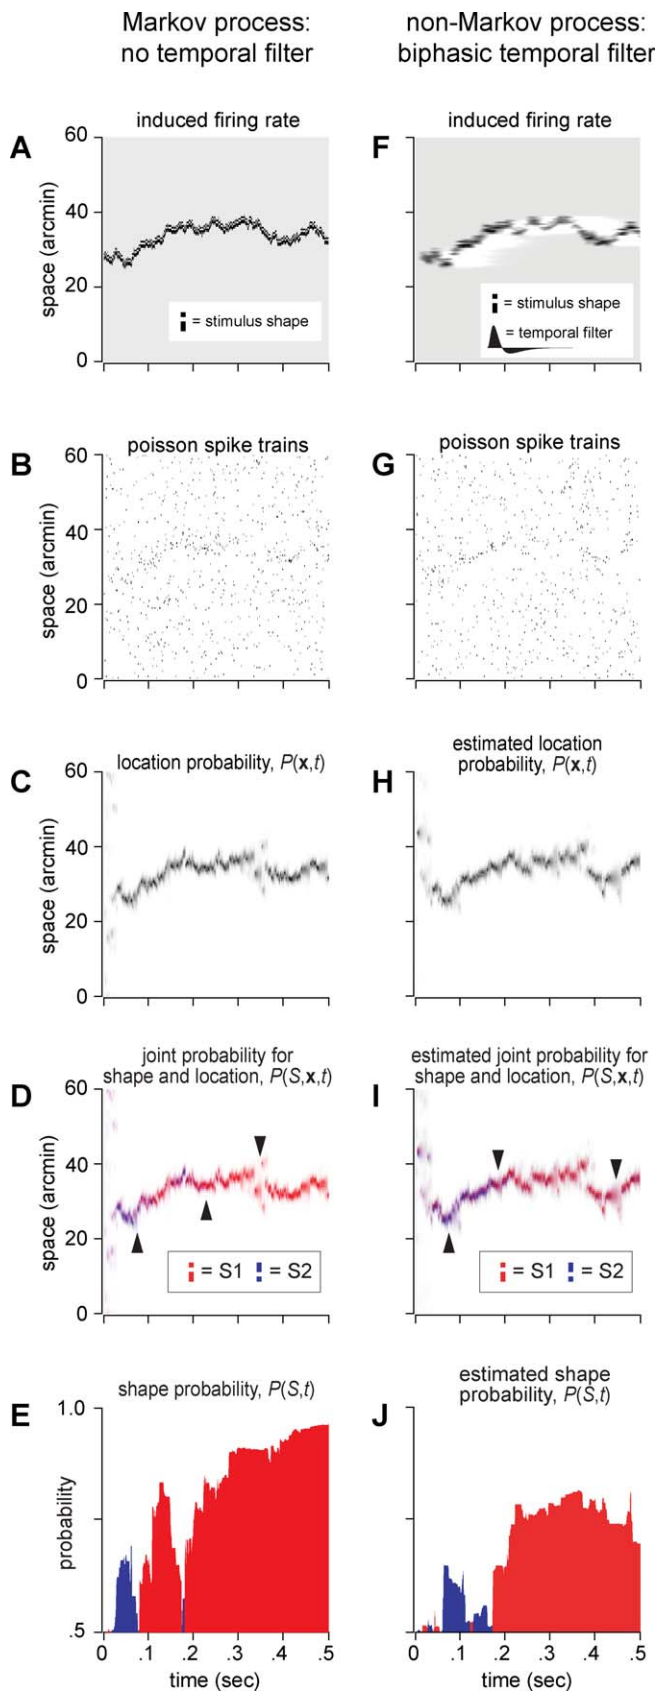 Markov process:
no temporal filter
non-Markov process:
biphasic temporal filter
A
induced firing rate
60
40
20
0
space (arcmin)
= stimulus shape
F
induced firing rate
= stimulus shape
= temporal filter
B
poisson spike trains
60
40
20
0
space (arcmin)
G
poisson spike trains
C
location probability, P(x,t)
60
40
20
0
space (arcmin)
H
estimated location
probability, P(x,t)
D
joint probability for
shape and location, P(S,x,t)
60
40
20
0
space (arcmin)
= S1 = S2
I
estimated joint probability for
shape and location, P(S,x,t)
= S1 = S2
E
shape probability, P(S,t)
1.0
.5
probability
0 .1 .2 .3 .4 .5
time (sec)
J
estimated shape
probability, P(S,t)
0 .1 .2 .3 .4 .5
time (sec)